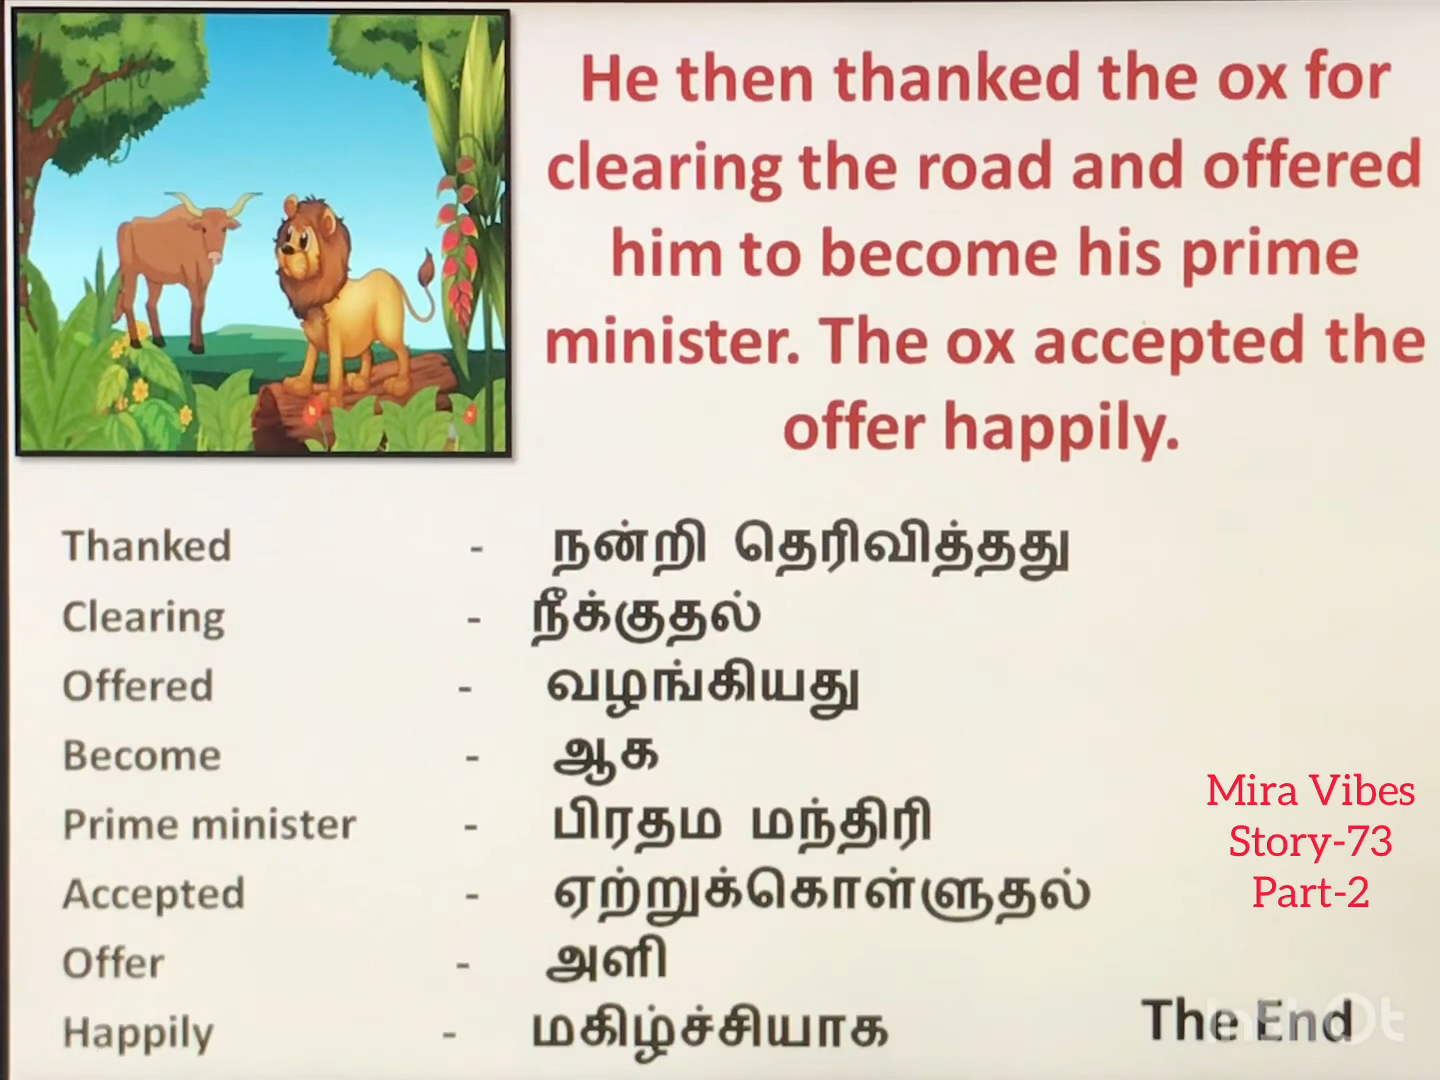 He then thanked the ox for
clearing the road and offered
him to become his prime
minister. The ox accepted the
offer happily.
Thanked - நன்றி தெரிவித்தது
Clearing - நீக்குதல்
Offered - வழங்கியது
Become - ஆக
Prime minister - பிரதம மந்திரி
Accepted - ஏற்றுக்கொள்ளுதல்
Offer - அளி
Happily - மகிழ்ச்சியாக
Mira Vibes
Story-73
Part-2
The End